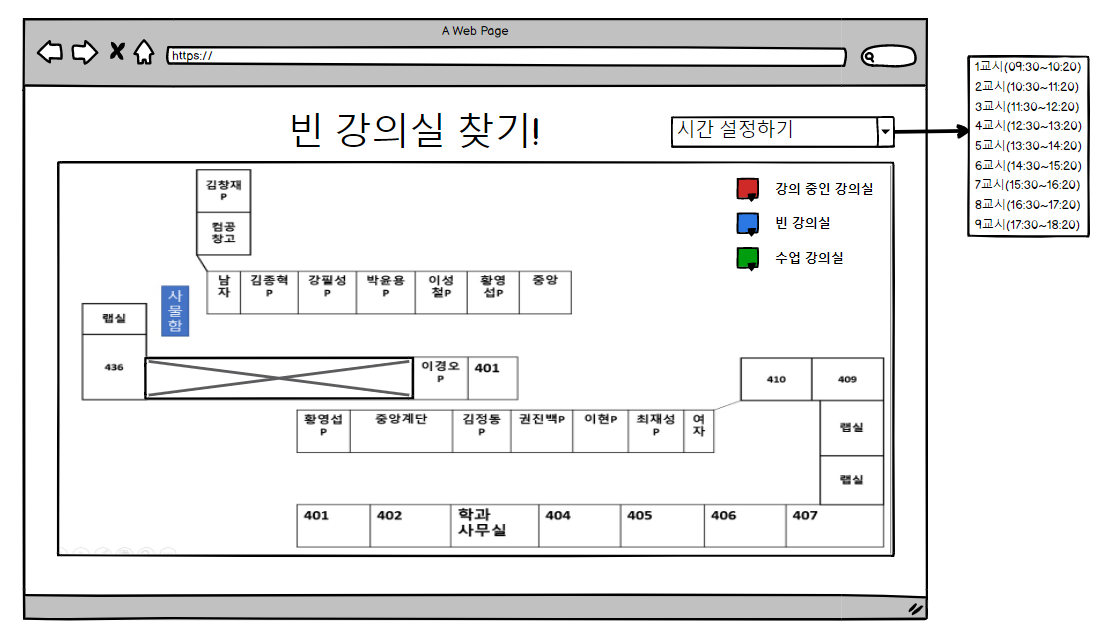 A Web Page
https://
빈 강의실 찾기!
시간 설정하기
1교시(09:30~10:20)
2교시(10:30~11:20)
3교시(11:30~12:20)
4교시(12:30~13:20)
5교시(13:30~14:20)
6교시(14:30~15:20)
7교시(15:30~16:20)
8교시(16:30~17:20)
9교시(17:30~18:20)
강의 중인 강의실
빈 강의실
수업 강의실
김창재
P
컴공
창고
남
자
김종혁
P
강필성
P
박윤용
P
이성
철P
황영
섭P
중앙
사
물
함
랩실
436
이경오
P
401
410
409
황영섭
P
중앙계단
김정동
P
권진백P
이현P
최재성
P
여
자
랩실
랩실
401
402
학과
사무실
404
405
406
407